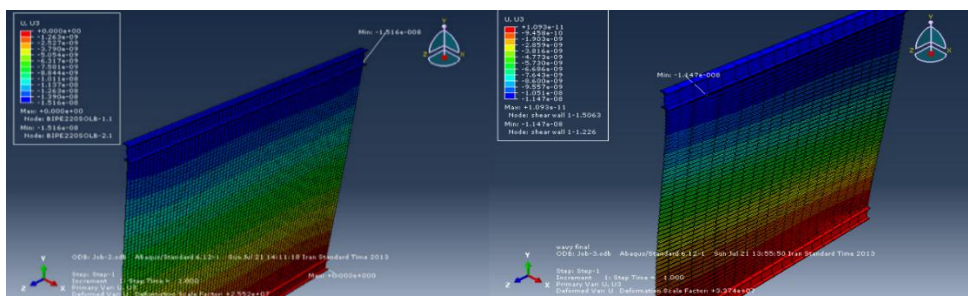 U, U3
+0.000e+00
-1.263e-09
-2.527e-09
-3.790e-09
-5.054e-09
-6.317e-09
-7.581e-09
-8.844e-09
-1.011e-08
-1.137e-08
-1.263e-08
-1.390e-08
-1.516e-08
Max: +0.000e+00
Node: BIPE220SOLB-1.1
Min: -1.516e-08
Node: BIPE220SOLB-2.1
Min: -1.516e-008
Y
Z
X
Max: +0.000e+000
Y
Z
X
ODB: Job-2.odb Abaqus/Standard 6.12-1 Sun Jul 21 14:11:18 Iran Standard Time 2013
Step: Step-1
Increment 1: Step Time = 1.000
Primary Var: U, U3
Deformed Var: U Deformation Scale Factor: +2.552e+07
U, U3
+1.093e-11
-9.458e-10
-1.903e-09
-2.859e-09
-3.816e-09
-4.773e-09
-5.730e-09
-6.686e-09
-7.643e-09
-8.600e-09
-9.557e-09
-1.051e-08
-1.147e-08
Max: +1.093e-11
Node: shear wall 1-1.5063
Min: -1.147e-08
Node: shear wall 1-1.226
Min: -1.147e-008
Y
Z
X
wavy final
ODB: Job-3.odb Abaqus/Standard 6.12-1 Sun Jul 21 13:55:50 Iran Standard Time 2013
Y
Z
X
Step: Step-1
Increment 1: Step Time = 1.000
Primary Var: U, U3
Deformed Var: U Deformation Scale Factor: +3.374e+07